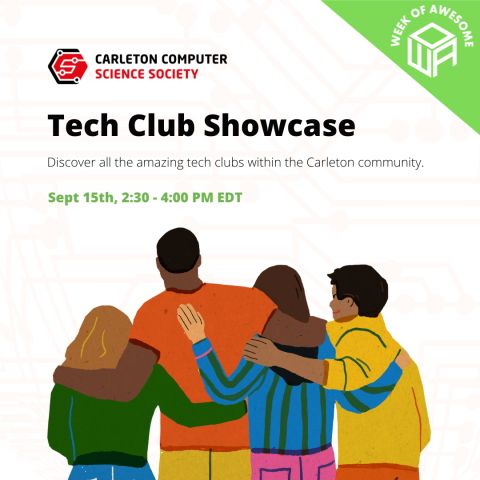 WEEK OF AWESOME
WOA
CARLETON COMPUTER
SCIENCE SOCIETY
Tech Club Showcase
Discover all the amazing tech clubs within the Carleton community.
Sept 15th, 2:30 - 4:00 PM EDT